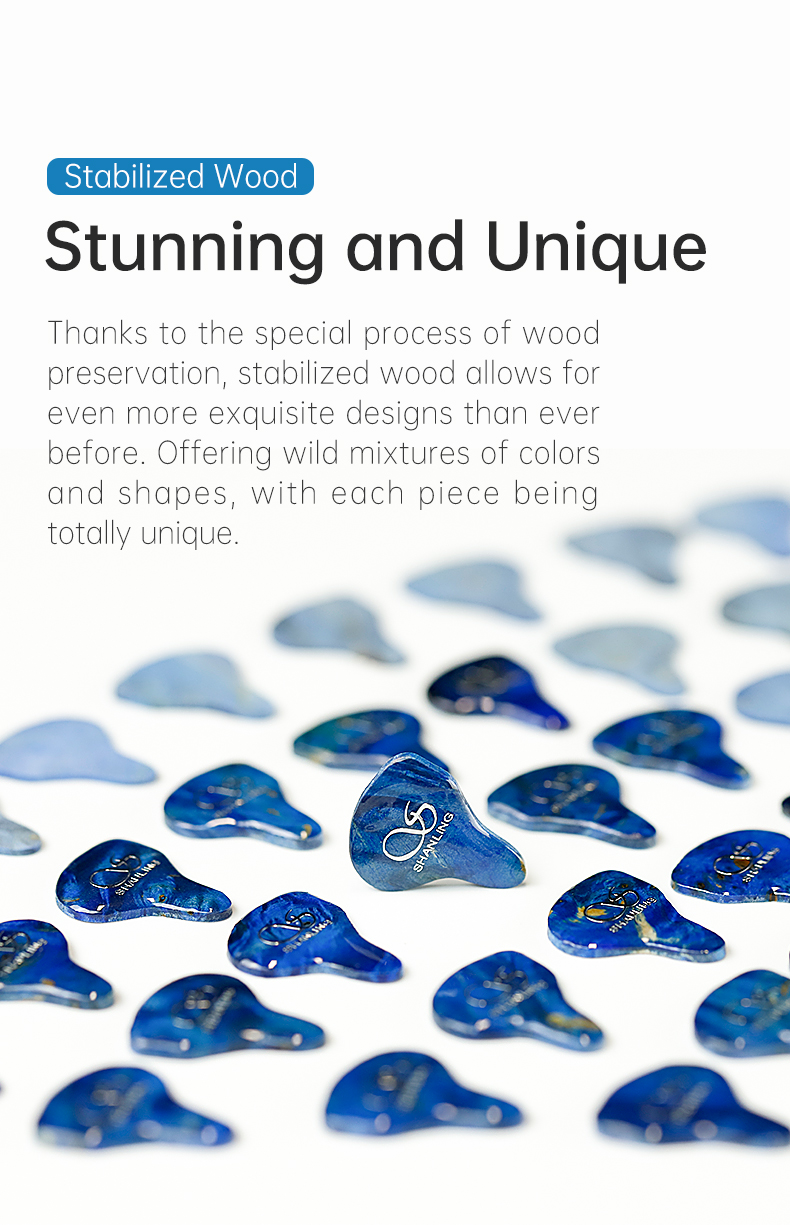 Stabilized Wood
Stunning and Unique
Thanks to the special process of wood
preservation, stabilized wood allows for
even more exquisite designs than ever
before. Offering wild mixtures of colors
and shapes, with each piece being
totally unique.
SHANLING
SHANLING
SHANLING